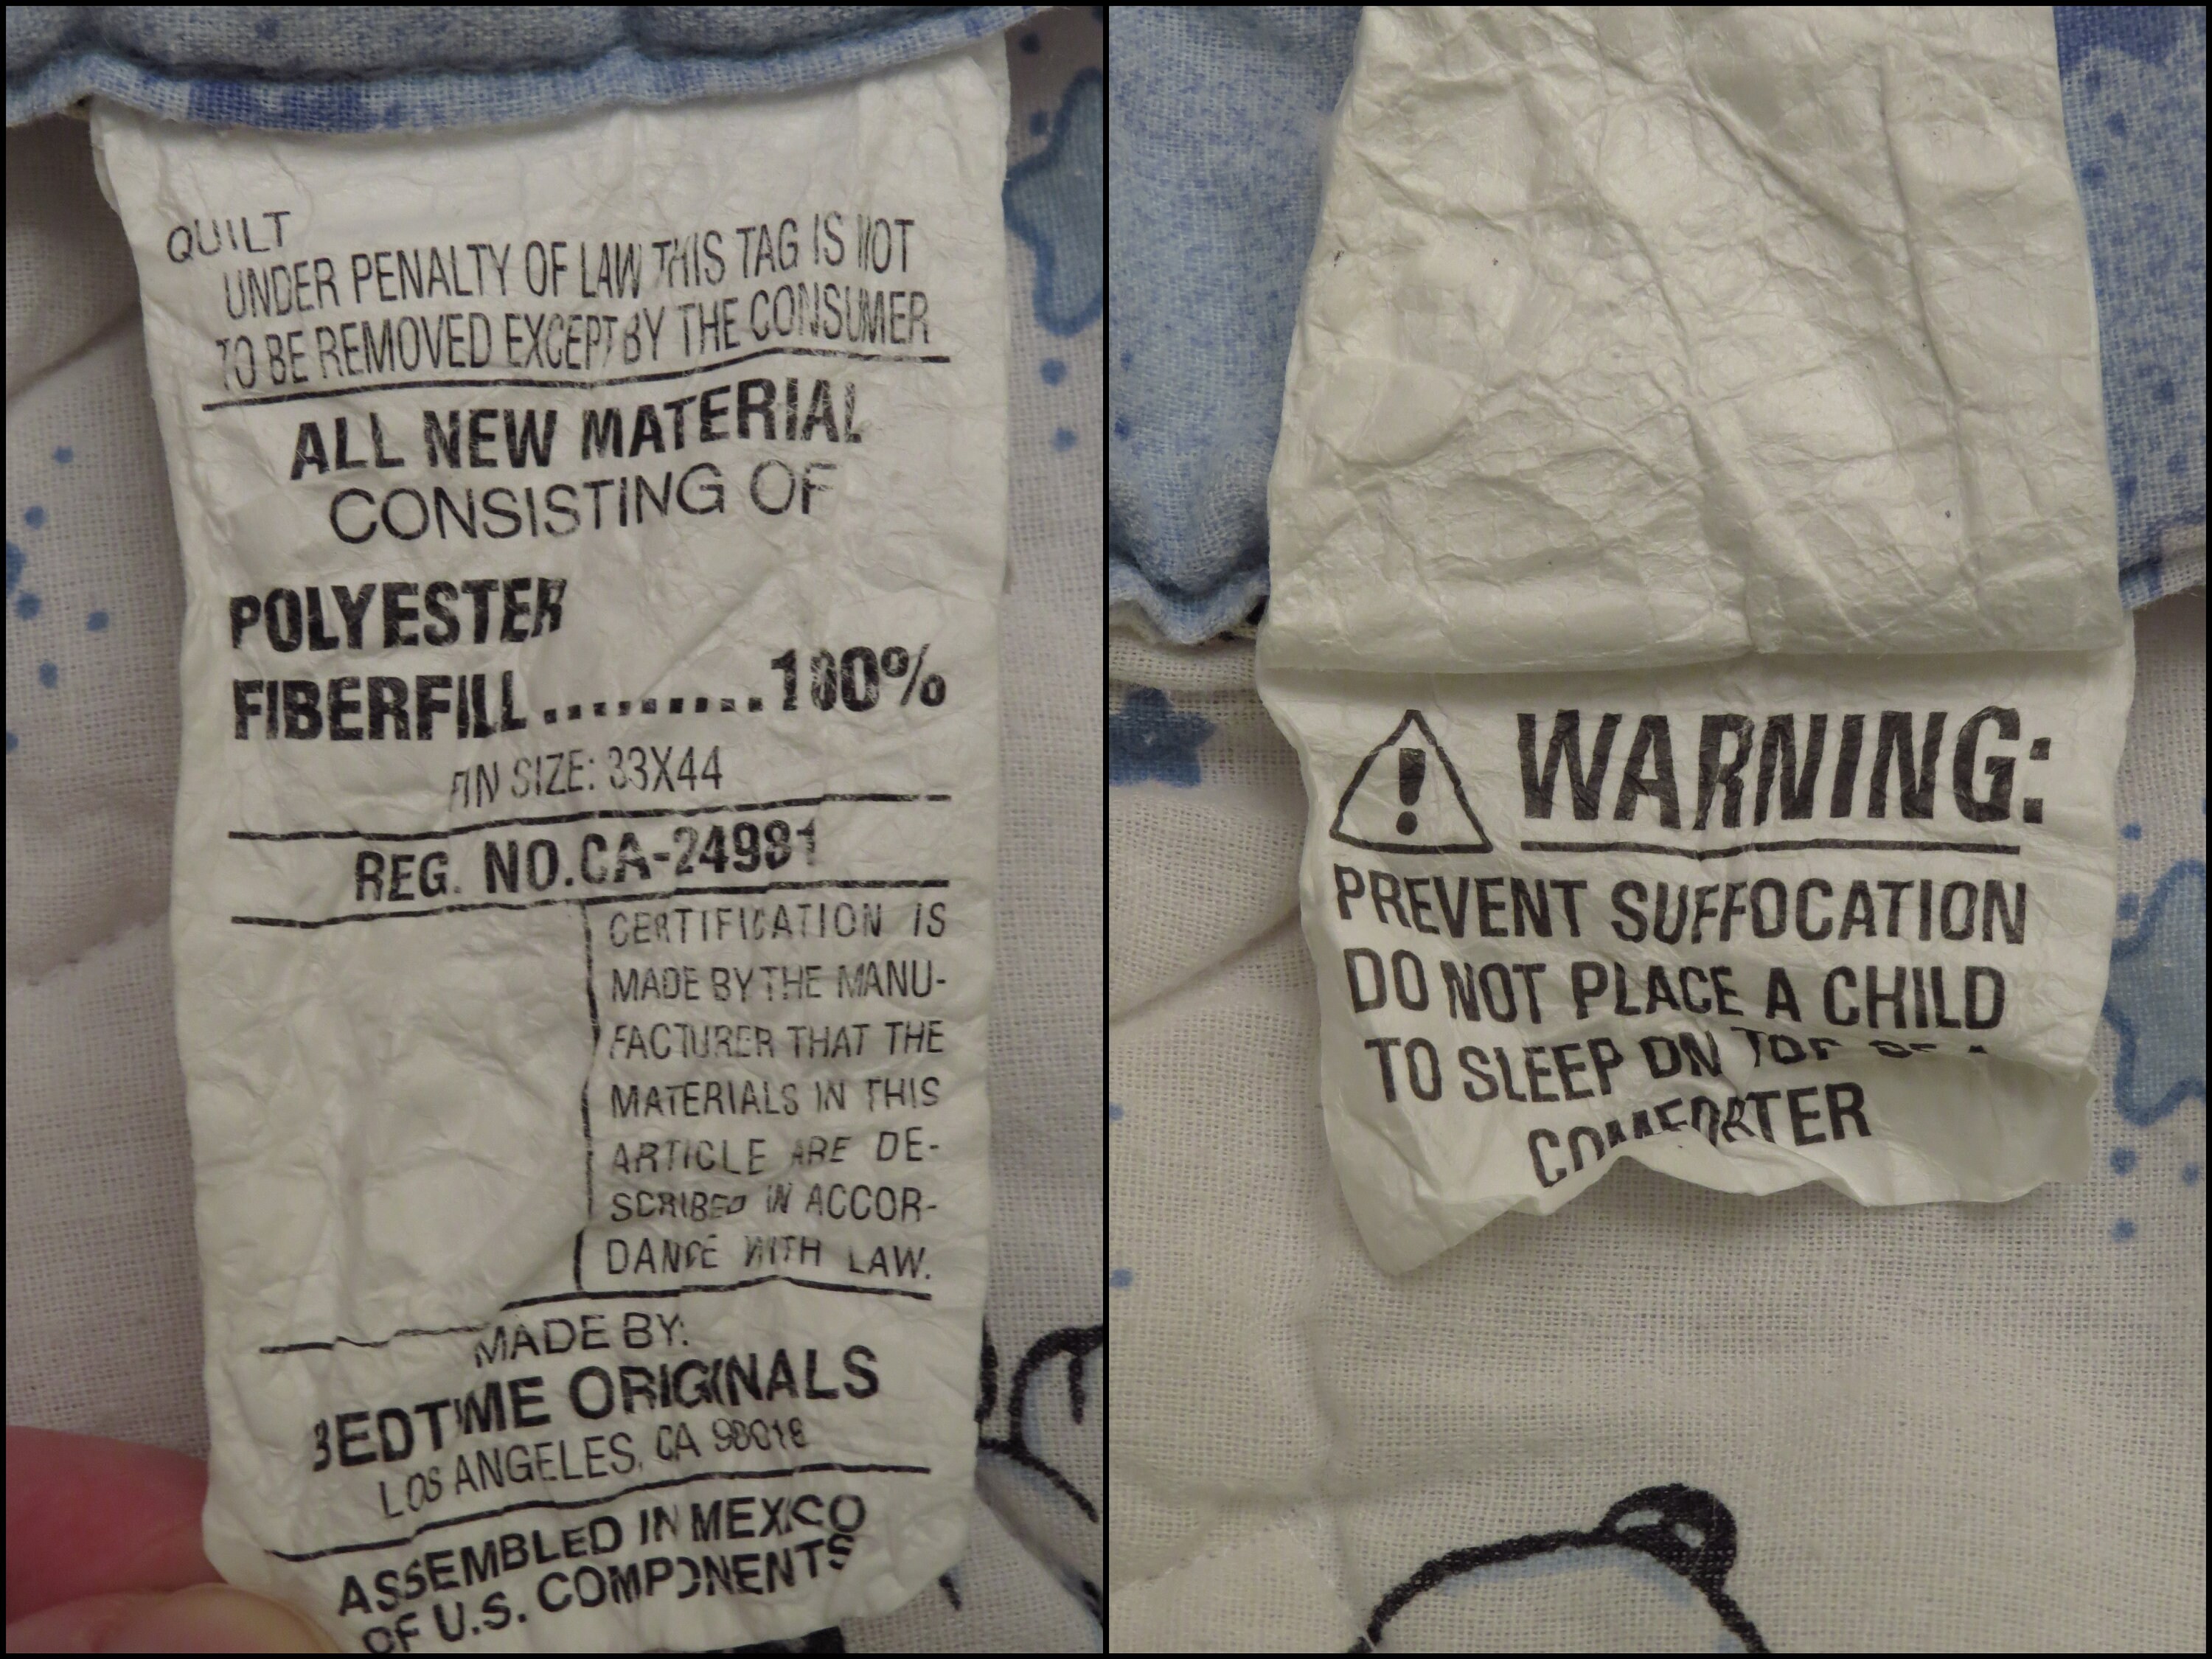 QUILT
UNDER PENALTY OF LAW THIS TAG IS NOT
TO BE REMOVED EXCEPT BY THE CONSUMER
ALL NEW MATERIAL
CONSISTING OF
POLYESTER
FIBERFILL.........100%
FIN SIZE: 33X44
REG. NO.CA-24981
CERTIFICATION IS
MADE BY THE MANU-
FACTURER THAT THE
MATERIALS IN THIS
ARTICLE ARE DE-
SCRIBED IN ACCOR-
DANCE WITH LAW.
MADE BY:
BEDTIME ORIGINALS
LOS ANGELES, CA
ASSEMBLED IN MEXICO
OF U.S. COMPONENTS
WARNING:
PREVENT SUFFOCATION
DO NOT PLACE A CHILD
TO SLEEP ON TOP
COMFORTER